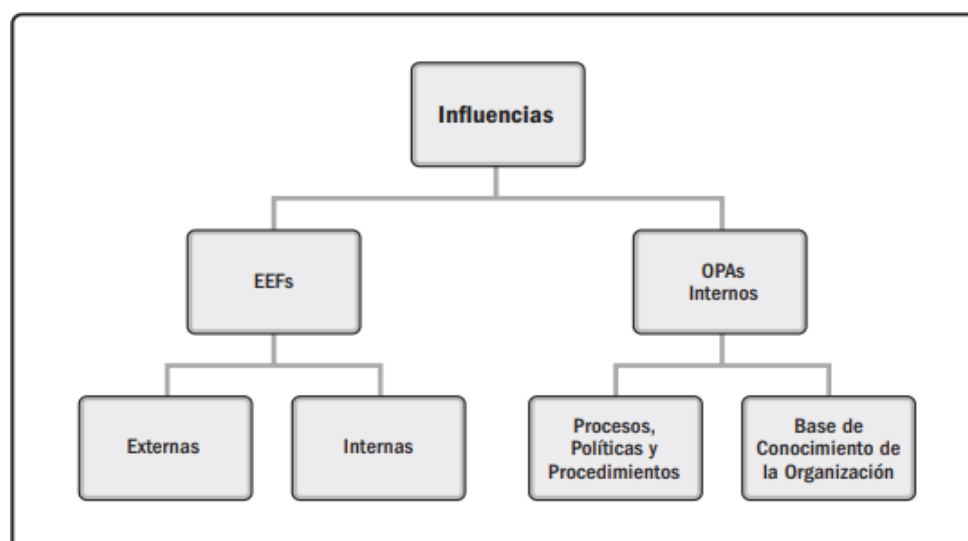 Influencias
EEFs
OPAs
Internos
Externas
Internas
Procesos,
Políticas y
Procedimientos
Base de
Conocimiento de
la Organización